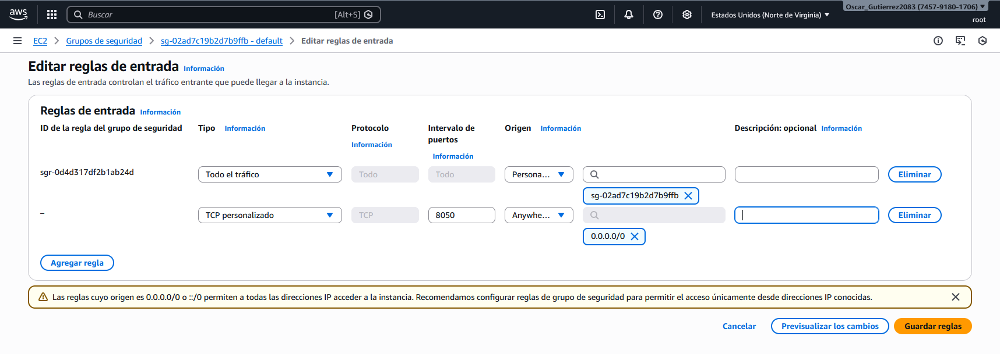 aws
Buscar
[Alt+S]
Estados Unidos (Norte de Virginia)
Oscar_Gutierrez2083 (7457-9180-1706)
root
EC2
Grupos de seguridad
sg-02ad7c19b2d7b9ffb - default
Editar reglas de entrada
Editar reglas de entrada Información
Las reglas de entrada controlan el tráfico entrante que puede llegar a la instancia.
Reglas de entrada Información
ID de la regla del grupo de seguridad
Tipo Información
Protocolo
Información
Intervalo de
puertos
Información
Origen Información
Descripción: opcional Información
sgr-0d4d317df2b1ab24d
Todo el tráfico
Todo
Todo
Persona...
sg-02ad7c19b2d7b9ffb
Eliminar
–
TCP personalizado
TCP
8050
Anywhe...
0.0.0.0/0
Eliminar
Agregar regla
Las reglas cuyo origen es 0.0.0.0/0 o ::/0 permiten a todas las direcciones IP acceder a la instancia. Recomendamos configurar reglas de grupo de seguridad para permitir el acceso únicamente desde direcciones IP conocidas.
Cancelar
Previsualizar los cambios
Guardar reglas